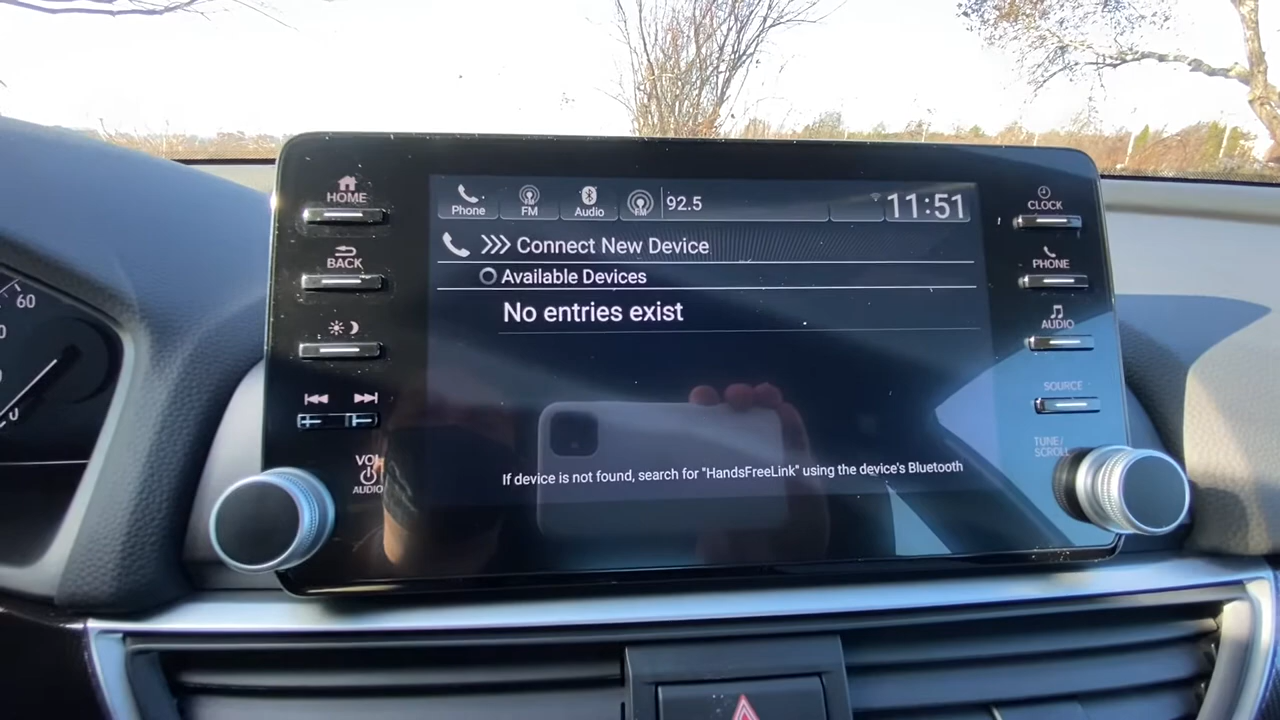 HOME
BACK
VOL
AUDIO
Phone
FM
Audio
FM
92.5
11:51
>>> Connect New Device
Available Devices
No entries exist
If device is not found, search for "HandsFreeLink" using the device's Bluetooth
CLOCK
PHONE
AUDIO
SOURCE
TUNE/
SCROLL
60
0